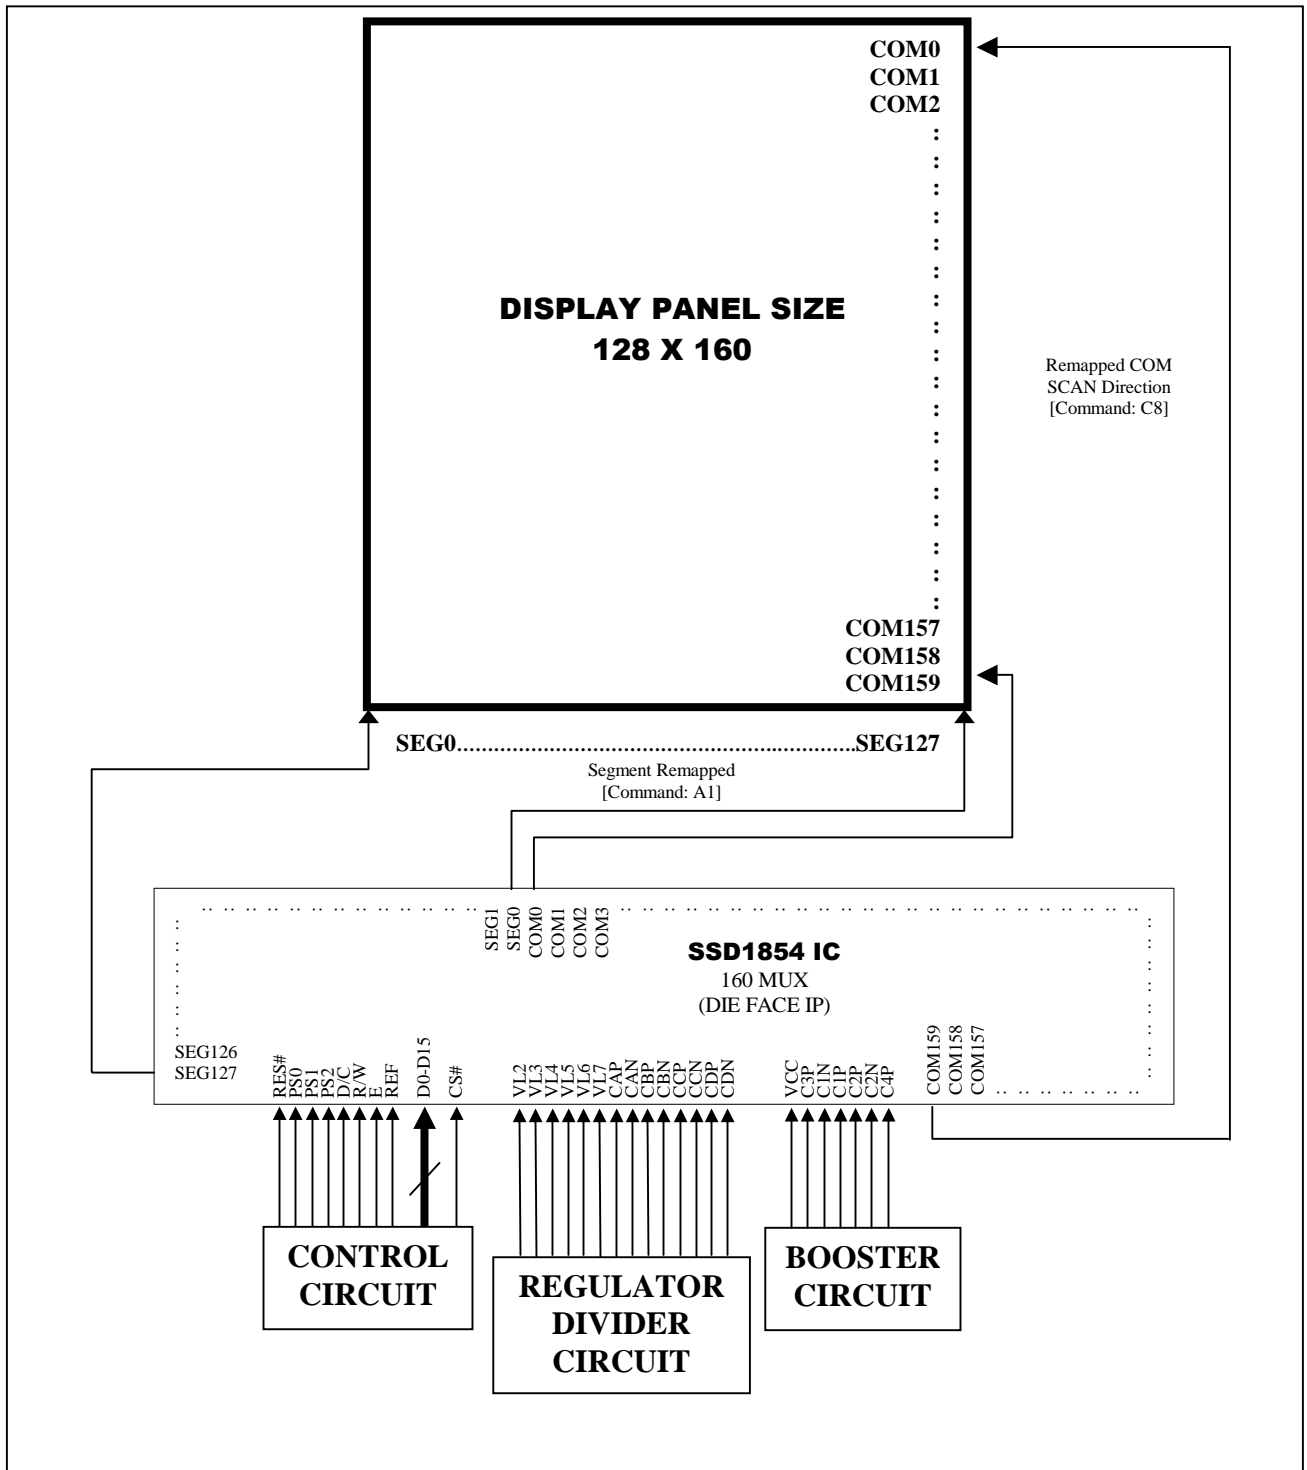 COM0
COM1
COM2
DISPLAY PANEL SIZE
128 X 160
Remapped COM
SCAN Direction
[Command: C8]
COM157
COM158
COM159
SEG0.................................................................SEG127
Segment Remapped
[Command: A1]
SEG1
SEG0
COM0
COM1
COM2
COM3
SSD1854 IC
160 MUX
(DIE FACE IP)
SEG126
SEG127
RES#
PS0
PS1
PS2
D/C
R/W
E
REF
D0-D15
CS#
VL2
VL3
VL4
VL5
VL6
VL7
CAP
CAN
CBP
CBN
CCP
CCN
CDP
CDN
VCC
C3P
C1N
C1P
C2P
C2N
C4P
COM159
COM158
COM157
CONTROL
CIRCUIT
REGULATOR
DIVIDER
CIRCUIT
BOOSTER
CIRCUIT